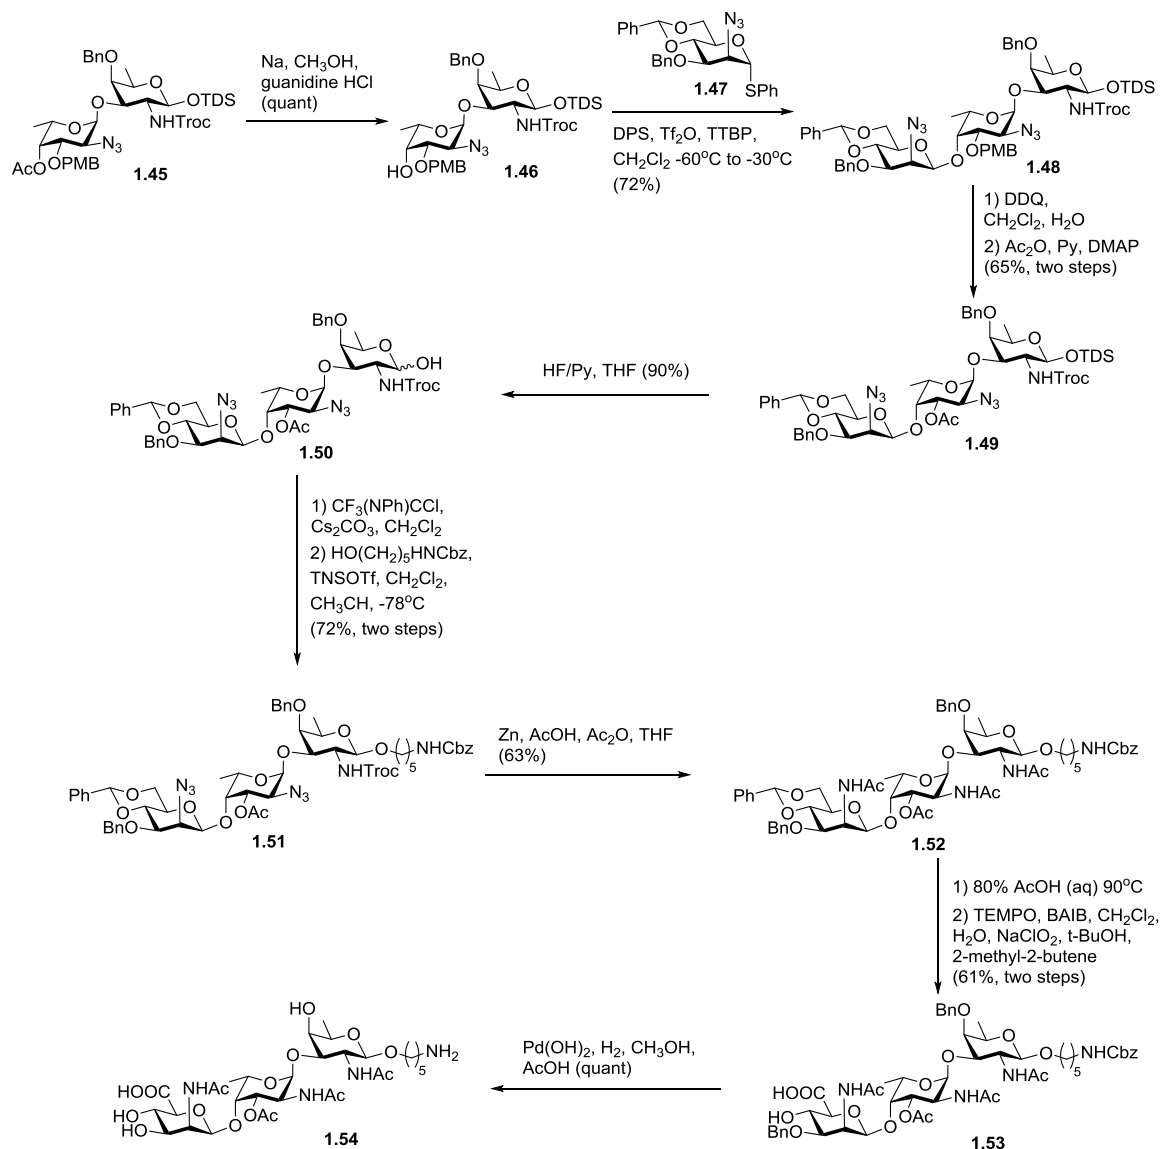 BnO
O
OTDS
O
NHTroc
O
N3
AcO
OPMB
1.45
Na, CH3OH,
guanidine HCl
(quant)
BnO
O
OTDS
O
NHTroc
O
N3
HO
OPMB
1.46
Ph
O
O
N3
O
BnO
SPh
1.47
DPS, Tf2O, TTBP,
CH2Cl2 -60oC to -30oC
(72%)
BnO
O
OTDS
O
NHTroc
O
N3
OPMB
Ph
O
O
N3
O
BnO
O
1.48
1) DDQ,
CH2Cl2, H2O
2) Ac2O, Py, DMAP
(65%, two steps)
BnO
O
OTDS
O
NHTroc
O
N3
OAc
Ph
O
O
N3
O
BnO
O
1.49
HF/Py, THF (90%)
BnO
O
OH
O
NHTroc
O
N3
OAc
Ph
O
O
N3
O
BnO
O
1.50
1) CF3(NPh)CCl,
Cs2CO3, CH2Cl2
2) HO(CH2)5HNCbz,
TNSOTf, CH2Cl2,
CH3CH, -78oC
(72%, two steps)
BnO
O
O
( )5
NHCbz
O
NHTroc
O
N3
OAc
Ph
O
O
N3
O
BnO
O
1.51
Zn, AcOH, Ac2O, THF
(63%)
BnO
O
O
( )5
NHCbz
O
NHAc
O
NHAc
OAc
Ph
O
O
NHAc
O
BnO
O
1.52
1) 80% AcOH (aq) 90oC
2) TEMPO, BAIB, CH2Cl2,
H2O, NaClO2, t-BuOH,
2-methyl-2-butene
(61%, two steps)
BnO
O
O
( )5
NHCbz
O
NHAc
O
NHAc
OAc
HOOC
NHAc
HO
O
BnO
O
1.53
Pd(OH)2, H2, CH3OH,
AcOH (quant)
HO
O
O
( )5
NH2
O
NHAc
O
NHAc
OAc
HOOC
NHAc
HO
O
HO
O
1.54